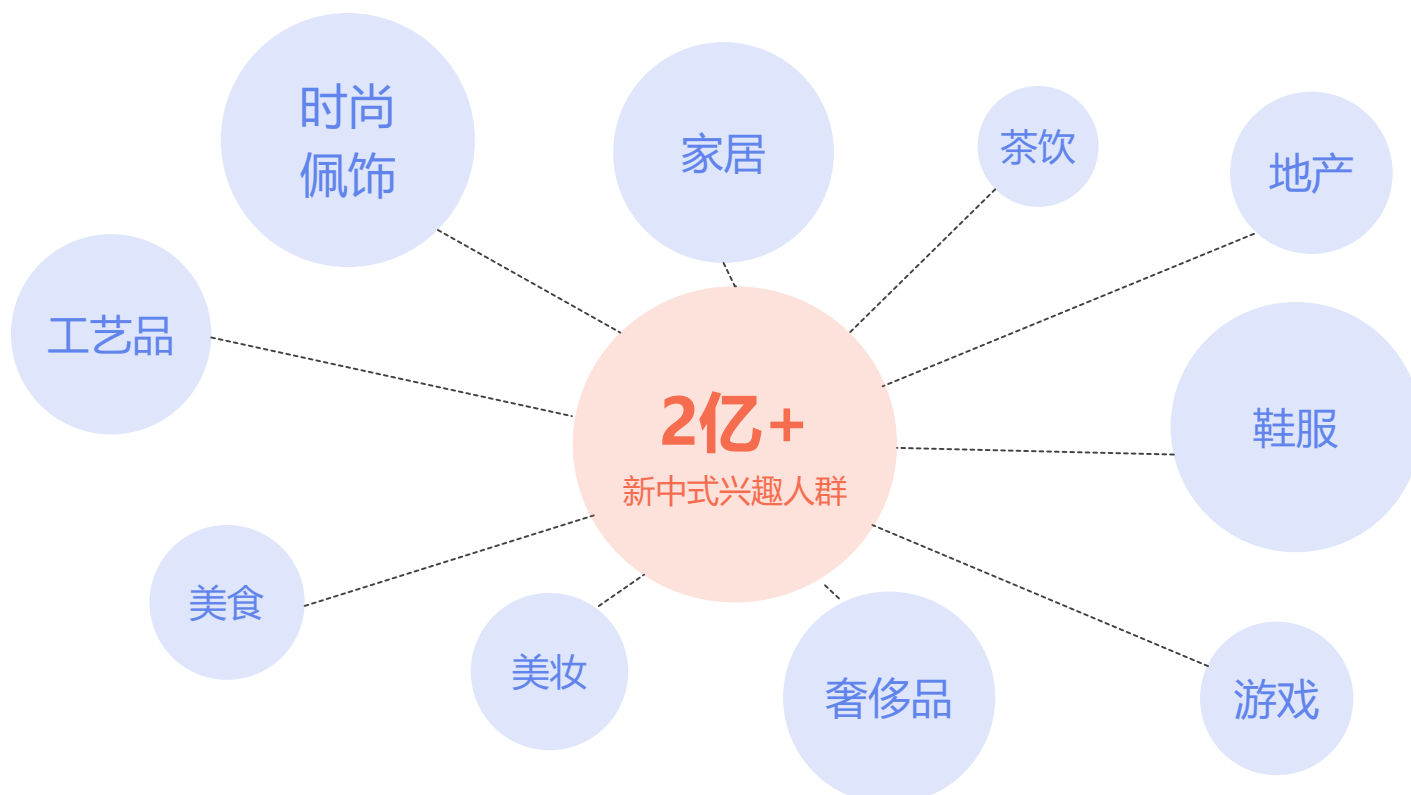 时尚
佩饰
家居
茶饮
地产
工艺品
2亿+
新中式兴趣人群
鞋服
美食
美妆
奢侈品
游戏